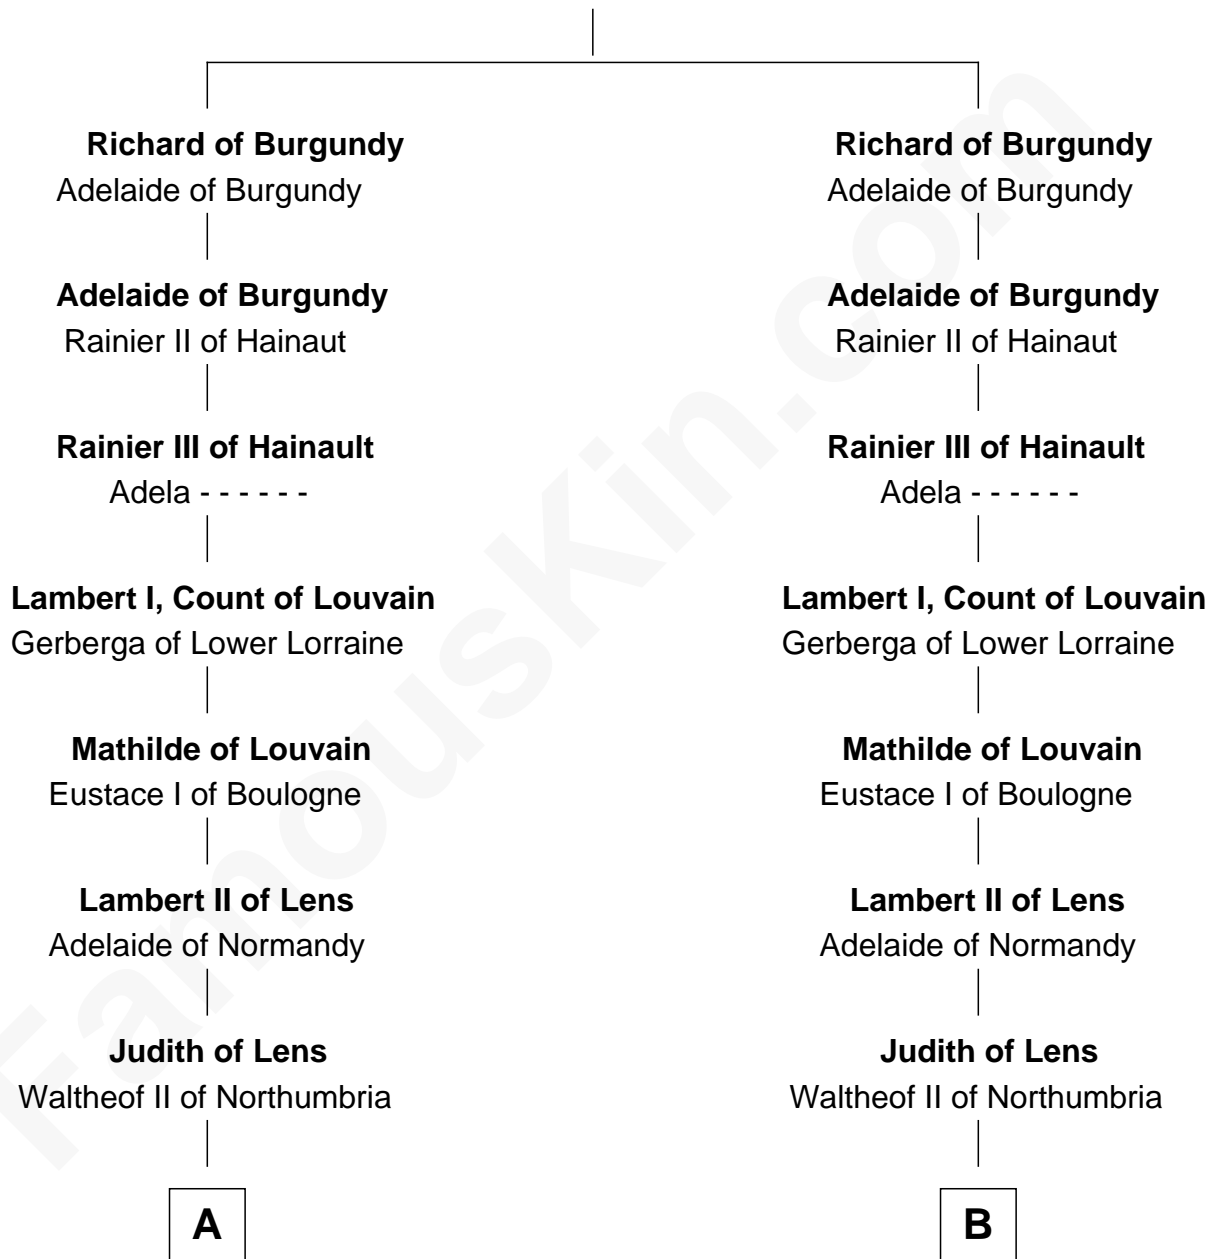 Richard of Burgundy
Adelaide of Burgundy
Adelaide of Burgundy
Rainier II of Hainaut
Rainier III of Hainault
Adela - - - - - -
Lambert I, Count of Louvain
Gerberga of Lower Lorraine
Mathilde of Louvain
Eustace I of Boulogne
Lambert II of Lens
Adelaide of Normandy
Judith of Lens
Waltheof II of Northumbria
A
Richard of Burgundy
Adelaide of Burgundy
Adelaide of Burgundy
Rainier II of Hainaut
Rainier III of Hainault
Adela - - - - - -
Lambert I, Count of Louvain
Gerberga of Lower Lorraine
Mathilde of Louvain
Eustace I of Boulogne
Lambert II of Lens
Adelaide of Normandy
Judith of Lens
Waltheof II of Northumbria
B
FamousKin.com